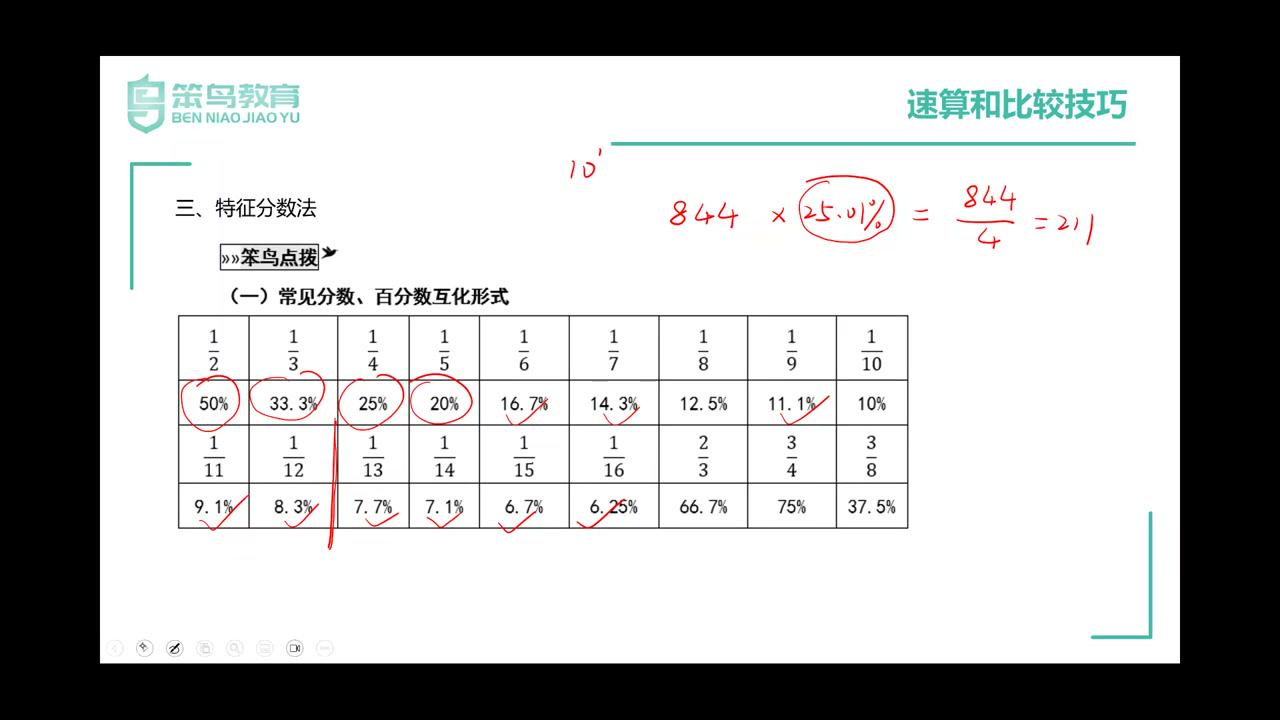 笨鸟教育
BEN NIAO JIAO YU
速算和比较技巧
10'
844 × 25.01% = 844/4 = 211
三、特征分数法
»»笨鸟点拨
（一）常见分数、百分数互化形式
1/2 1/3 1/4 1/5 1/6 1/7 1/8 1/9 1/10
50% 33.3% 25% 20% 16.7% 14.3% 12.5% 11.1% 10%
1/11 1/12 1/13 1/14 1/15 1/16 2/3 3/4 3/8
9.1% 8.3% 7.7% 7.1% 6.7% 6.25% 66.7% 75% 37.5%